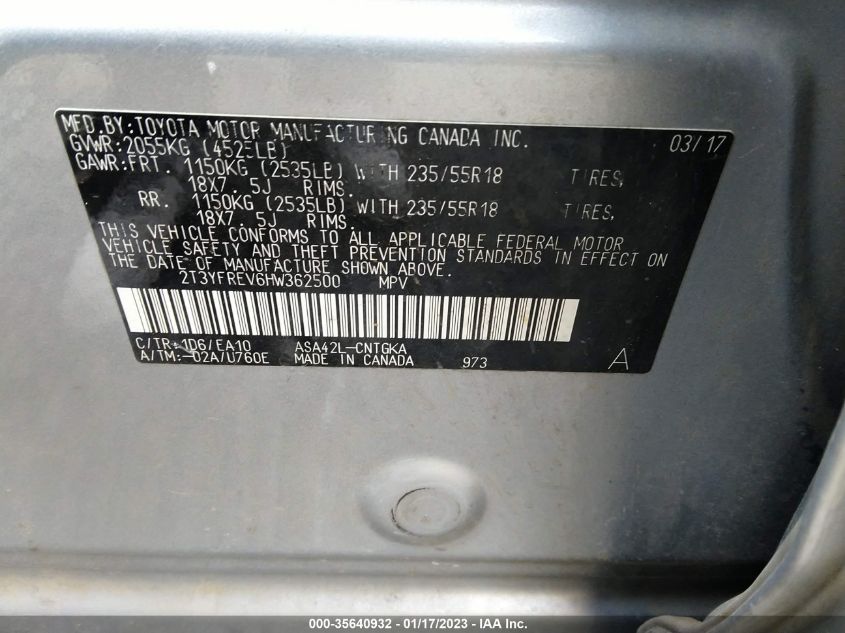 MFD.BY:TOYOTA MOTOR MANUFACTURING CANADA INC. 03/17
GVWR:2055KG (4525LB)
GAWR:FRT. 1150KG (2535LB) WITH 235/55R18 TIRES,
18X7.5J RIMS.
RR. 1150KG (2535LB) WITH 235/55R18 TIRES,
18X7.5J RIMS.
THIS VEHICLE CONFORMS TO ALL APPLICABLE FEDERAL MOTOR
VEHICLE SAFETY AND THEFT PREVENTION STANDARDS IN EFFECT ON
THE DATE OF MANUFACTURE SHOWN ABOVE.
2T3YFREV6HW362500 MPV
C/TR:1D6/EA10 ASA42L-CNTGKA
A/TM:-02A/U760E MADE IN CANADA 973 A
000-35640932 - 01/17/2023 - IAA Inc.